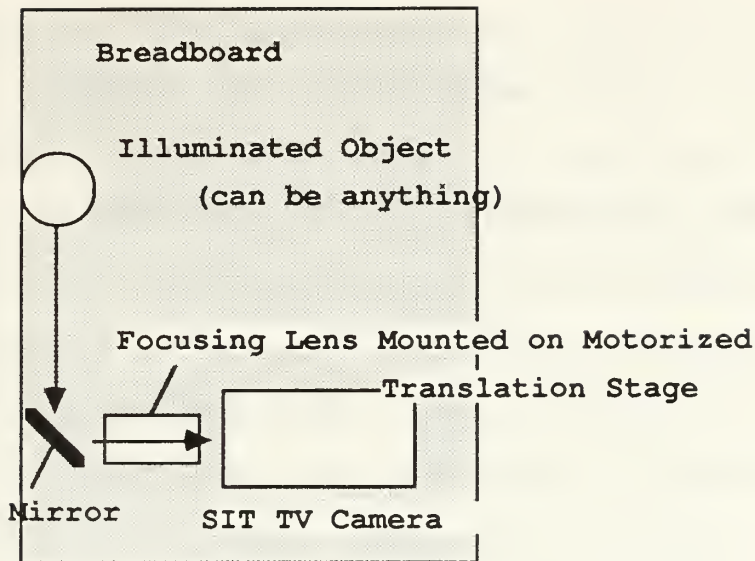 Breadboard
Illuminated Object
(can be anything)
Focusing Lens Mounted on Motorized
Translation Stage
Mirror
SIT TV Camera